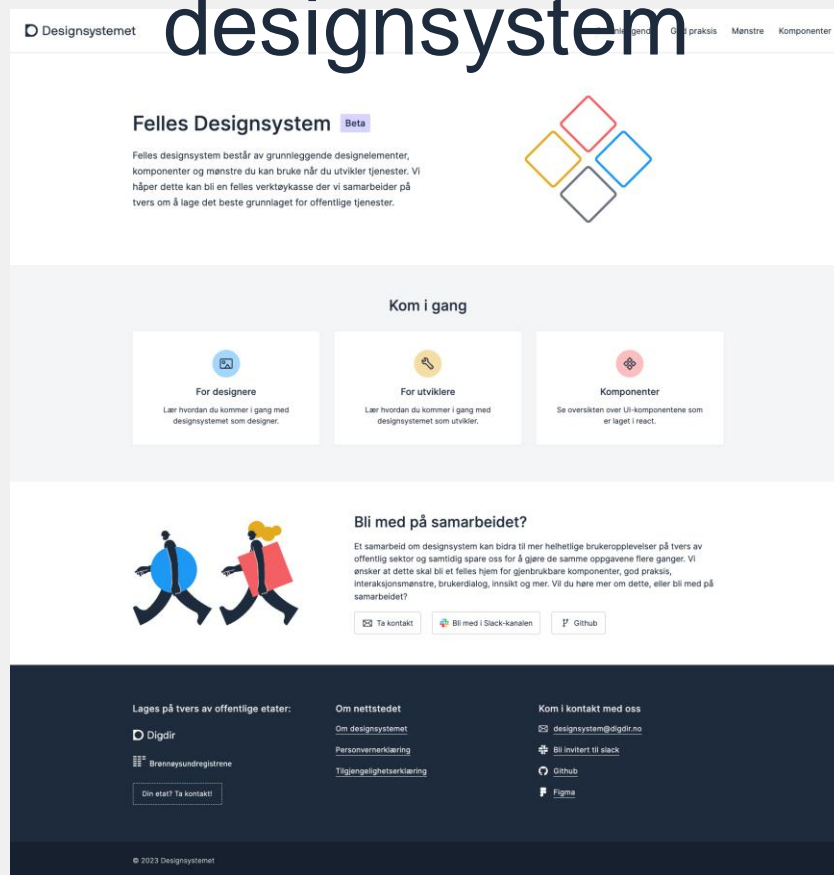 designsystem
Designsystemet
God praksis
Mønstre
Komponenter
Felles Designsystem
Beta
Felles designsystem består av grunnleggende designelementer,
komponenter og mønstre du kan bruke når du utvikler tjenester. Vi
håper dette kan bli en felles verktøykasse der vi samarbeider på
tvers om å lage det beste grunnlaget for offentlige tjenester.
Kom i gang
For designere
Lær hvordan du kommer i gang med
designsystemet som designer.
For utviklere
Lær hvordan du kommer i gang med
designsystemet som utvikler.
Komponenter
Se oversikten over UI-komponentene som
er laget i react.
Bli med på samarbeidet?
Et samarbeid om designsystem kan bidra til mer helhetlige brukeropplevelser på tvers av
offentlig sektor og samtidig spare oss for å gjøre de samme oppgavene flere ganger. Vi
ønsker at dette skal bli et felles hjem for gjenbrukbare komponenter, god praksis,
interaksjonsmønstre, brukerdialog, innsikt og mer. Vil du høre mer om dette, eller bli med på
samarbeidet?
Ta kontakt
Bli med i Slack-kanalen
Github
Lages på tvers av offentlige etater:
Digdir
Brønnøysundregistrene
Din etat? Ta kontakt!
Om nettstedet
Om designsystemet
Personvernerklæring
Tilgjengelighetserklæring
Kom i kontakt med oss
designsystem@digdir.no
Bli invitert til slack
Github
Figma
© 2023 Designsystemet